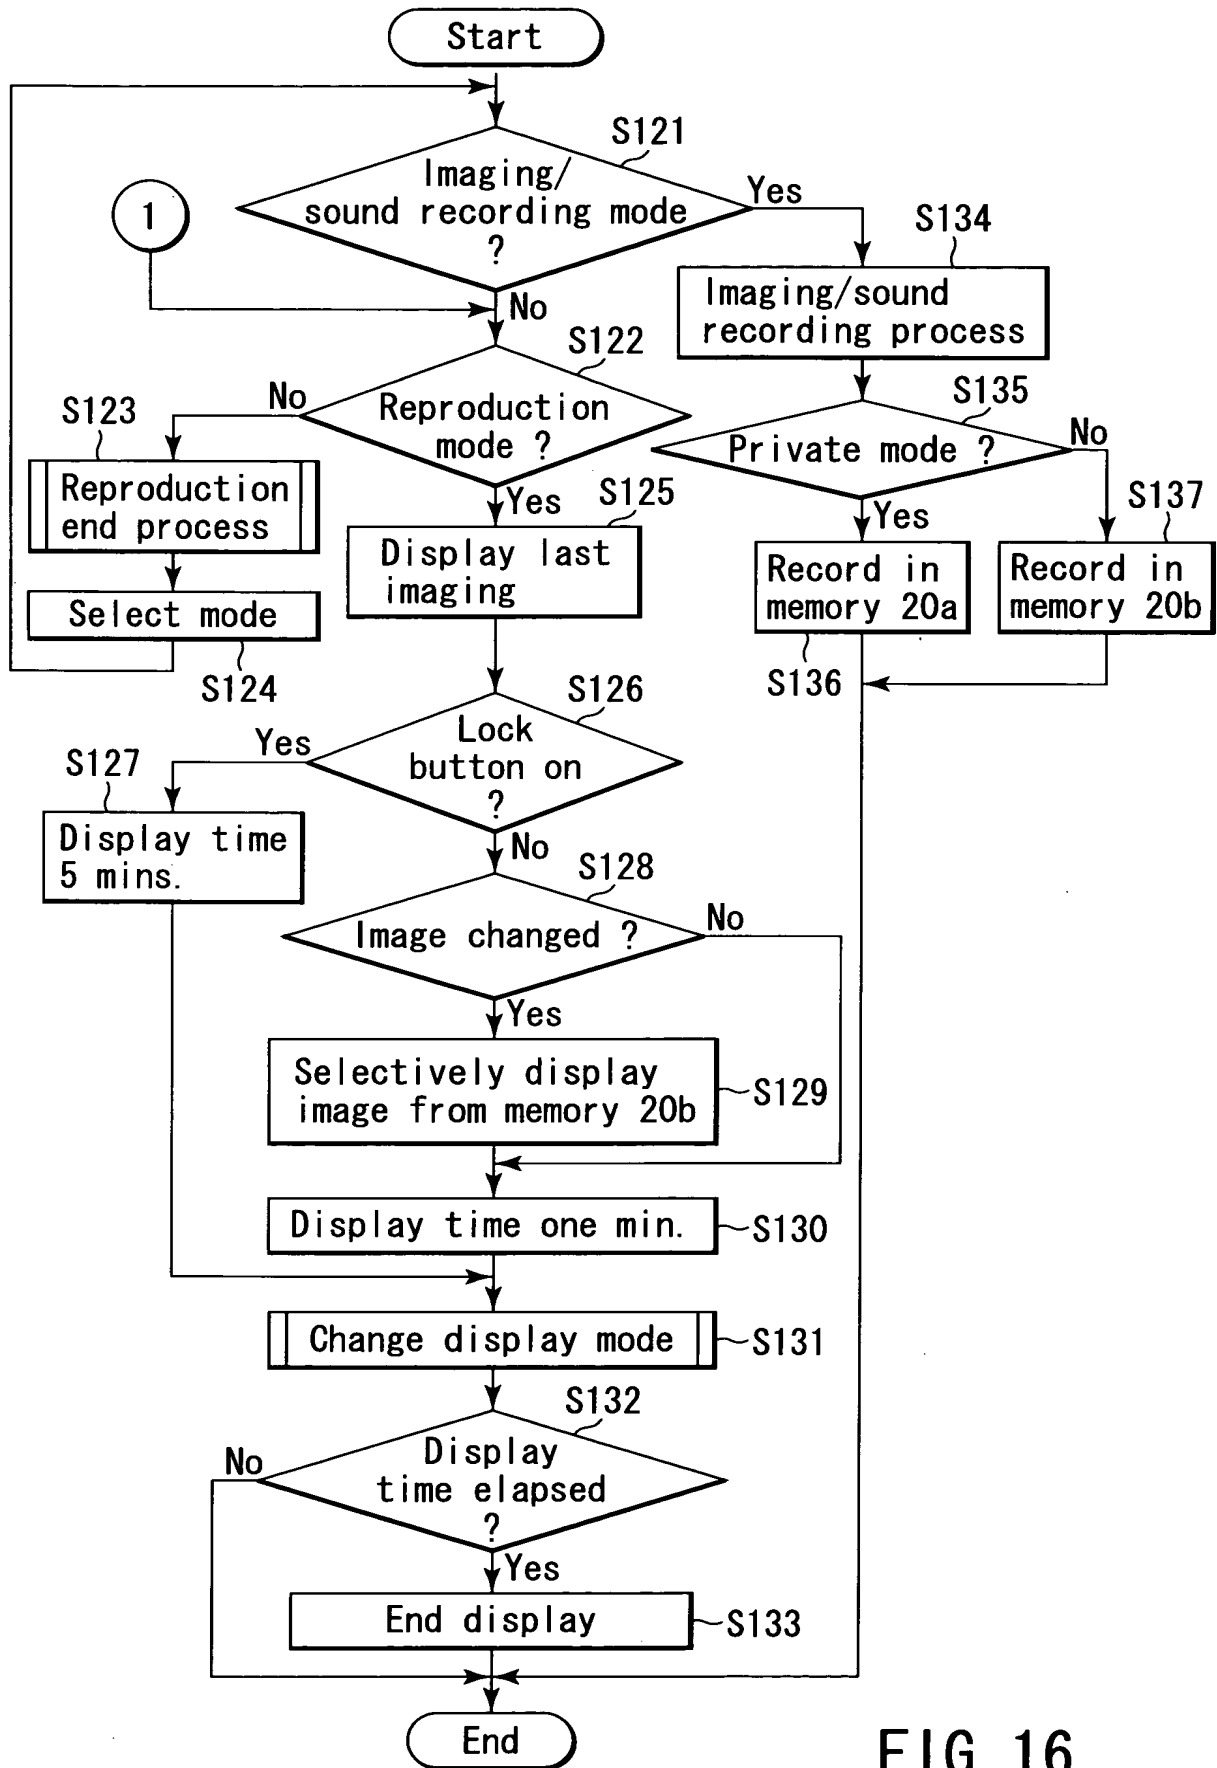 Start
S121
Imaging/
sound recording mode
?
Yes
No
1
S134
Imaging/sound
recording process
S122
Reproduction
mode ?
No
Yes
S123
Reproduction
end process
Select mode
S124
S125
Display last
imaging
S135
Private mode ?
No
Yes
S137
Record in
memory 20a
Record in
memory 20b
S136
S126
Lock
button on
?
Yes
No
S127
Display time
5 mins.
S128
Image changed ?
No
Yes
Selectively display
image from memory 20b
S129
Display time one min.
S130
Change display mode
S131
S132
Display
time elapsed
?
No
Yes
End display
S133
End
FIG. 16